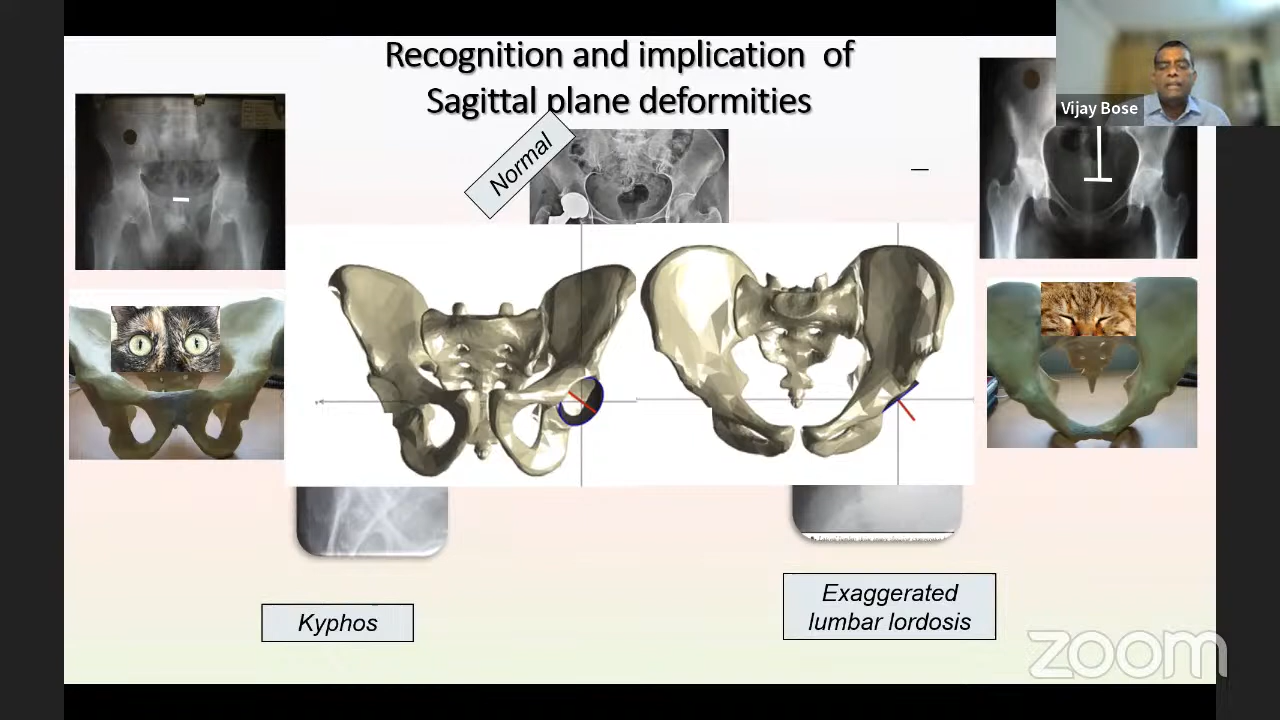 Recognition and implication of
Sagittal plane deformities
Vijay Bose
Normal
Kyphos
Exaggerated
lumbar lordosis
zoom